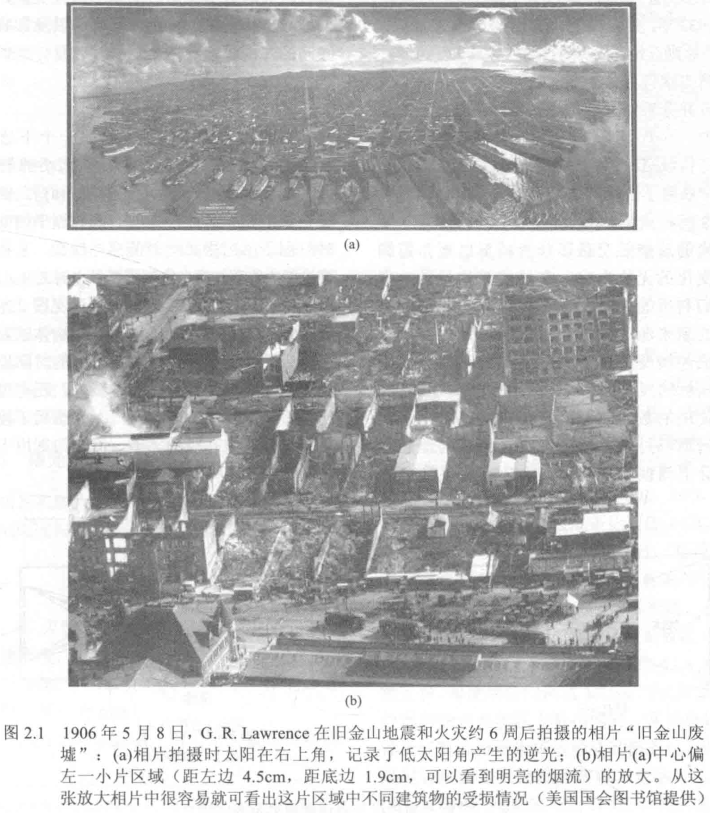 (a)
(b)
图 2.1 1906 年 5 月 8 日，G. R. Lawrence 在旧金山地震和火灾约 6 周后拍摄的相片“旧金山废
墟”：(a)相片拍摄时太阳在右上角，记录了低太阳角产生的逆光；(b)相片(a)中心偏
左一小片区域（距左边 4.5cm，距底边 1.9cm，可以看到明亮的烟流）的放大。从这
张放大相片中很容易就可看出这片区域中不同建筑物的受损情况（美国国会图书馆提供）